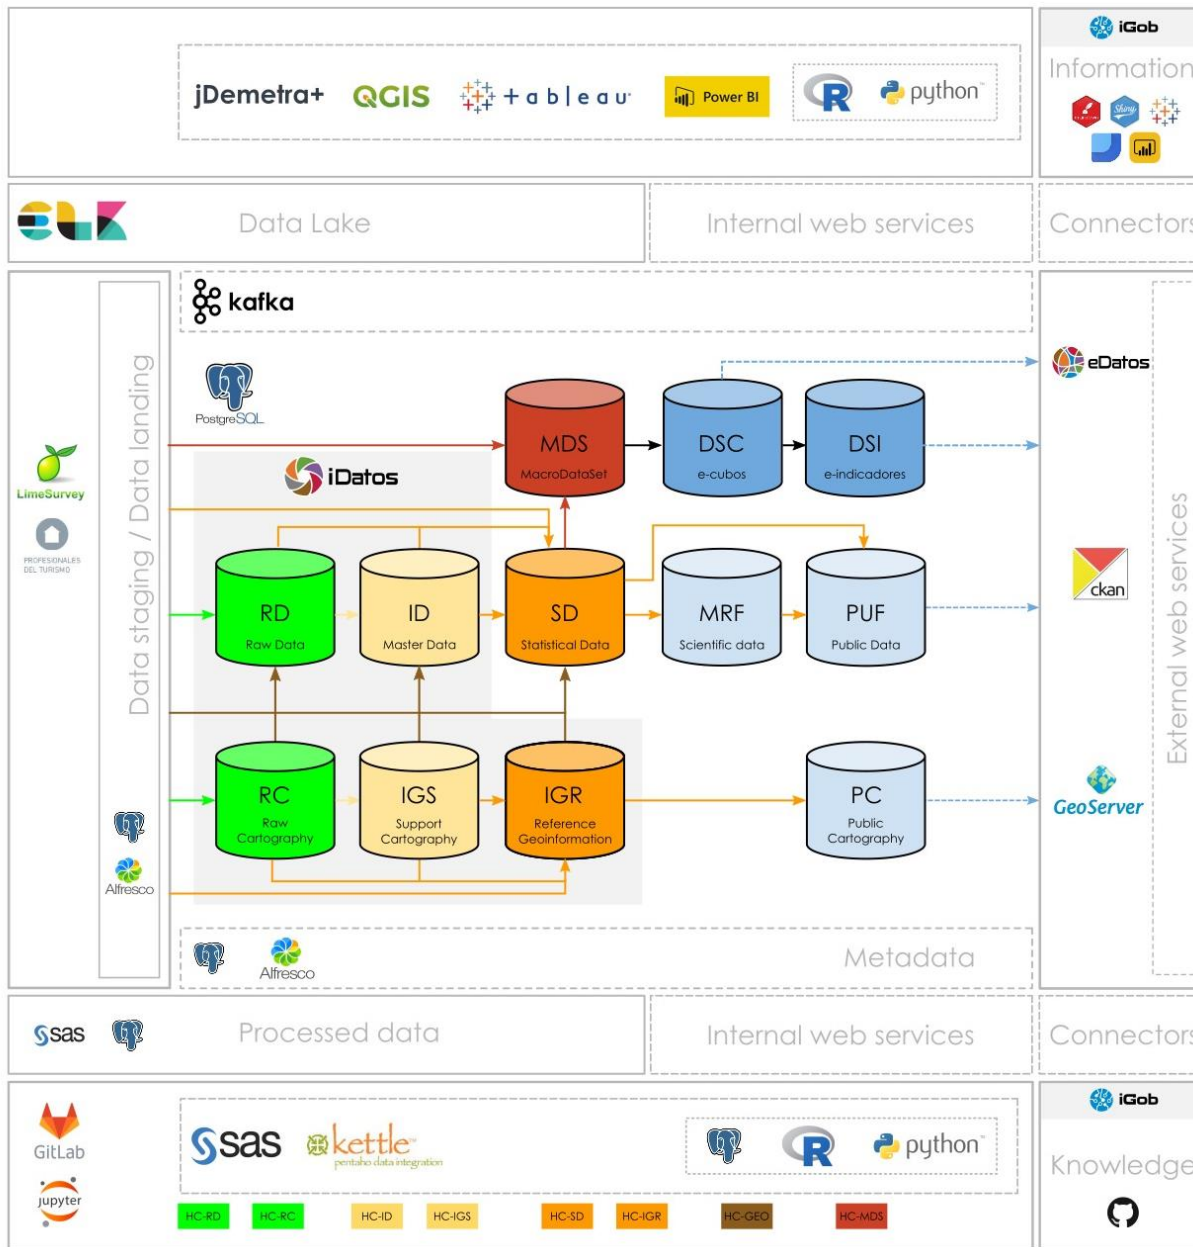 jDemetra+
QGIS
+ableau
Power BI
R
python
iGob
Information
Shiny
ELK
Data Lake
Internal web services
Connectors
kafka
PostgreSQL
LimeSurvey
PROFESIONALES
DEL TURISMO
Data staging / Data landing
Alfresco
iDatos
MDS
MacroDataSet
DSC
e-cubos
DSI
e-indicadores
RD
Raw Data
ID
Master Data
SD
Statistical Data
MRF
Scientific data
PUF
Public Data
RC
Raw
Cartography
IGS
Support
Cartography
IGR
Reference
Geoinformation
PC
Public
Cartography
eDatos
ckan
GeoServer
External web services
Alfresco
Metadata
sas
Processed data
Internal web services
Connectors
GitLab
jupyter
sas
kettle
pentaho data integration
R
python
iGob
Knowledge
HC-RD
HC-RC
HC-ID
HC-IGS
HC-SD
HC-IGR
HC-GEO
HC-MDS